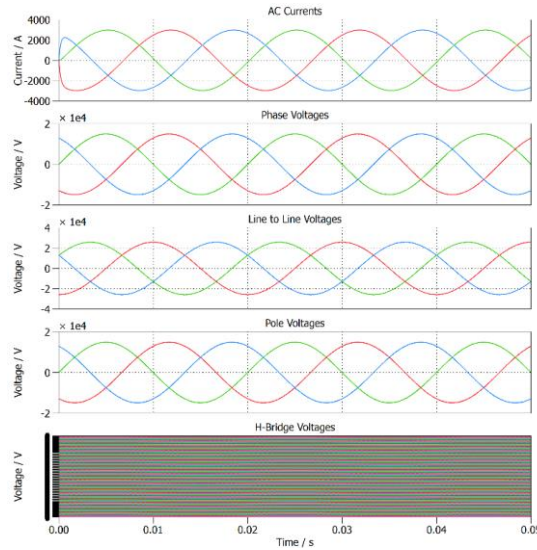 AC Currents
4000
2000
0
-2000
-4000
Current / A
Phase Voltages
× 1e4
2
0
-2
Voltage / V
Line to Line Voltages
× 1e4
4
2
0
-2
-4
Voltage / V
Pole Voltages
× 1e4
2
0
-2
Voltage / V
H-Bridge Voltages
Voltage / V
0.00 0.01 0.02 0.03 0.04 0.05
Time / s